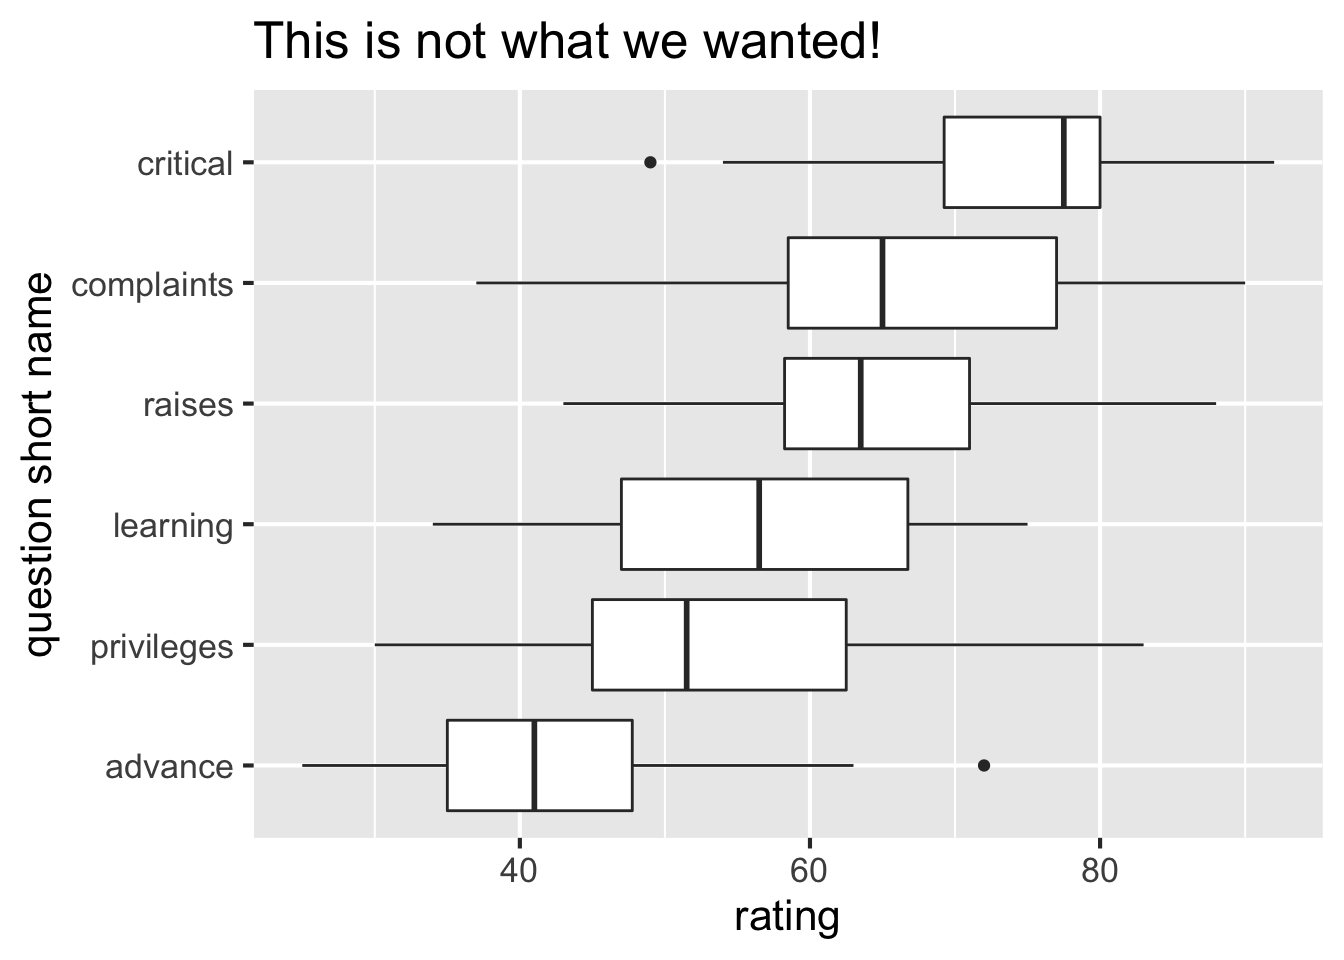 This is not what we wanted!
question short name
critical
complaints
raises
learning
privileges
advance
40 60 80
rating